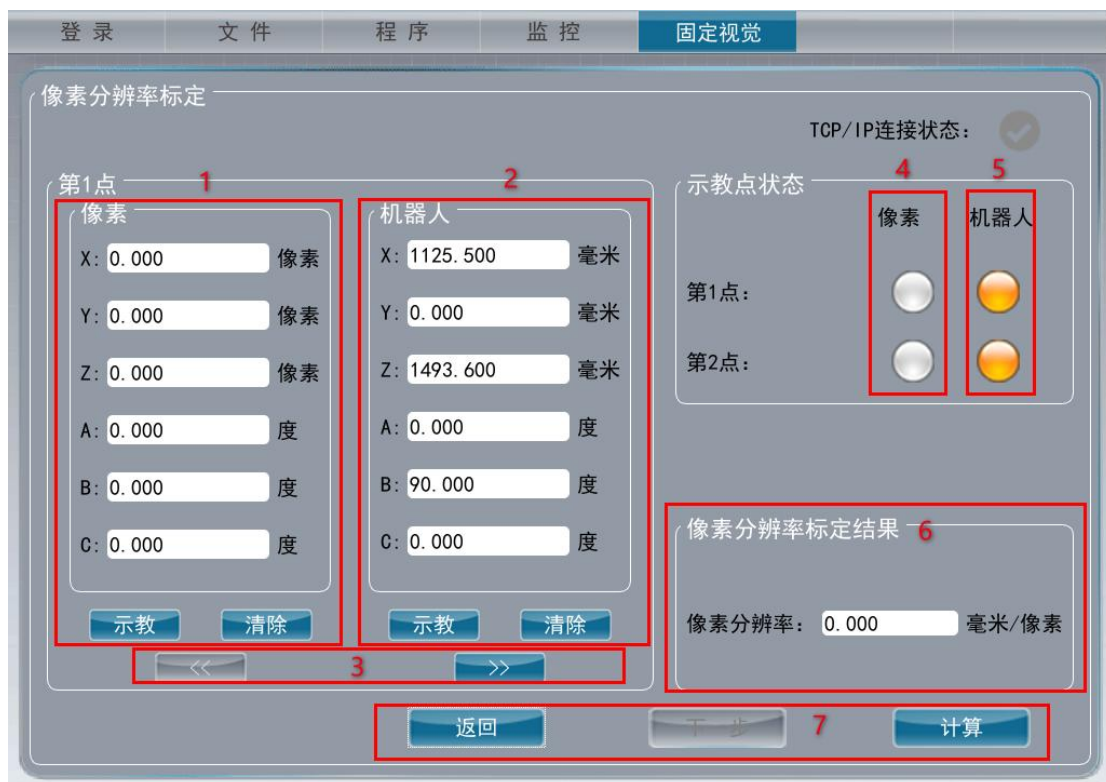 登 录 文 件 程 序 监 控 固定视觉
像素分辨率标定
TCP/IP连接状态：
第1点 1 2 示教点状态 4 5
像素 机器人 像素 机器人
X: 0.000 像素 X: 1125.500 毫米
Y: 0.000 像素 Y: 0.000 毫米 第1点：
Z: 0.000 像素 Z: 1493.600 毫米 第2点：
A: 0.000 度 A: 0.000 度
B: 0.000 度 B: 90.000 度
C: 0.000 度 C: 0.000 度 像素分辨率标定结果 6
示教 清除 示教 清除 像素分辨率： 0.000 毫米/像素
<< 3 >>
返回 下一步 7 计算